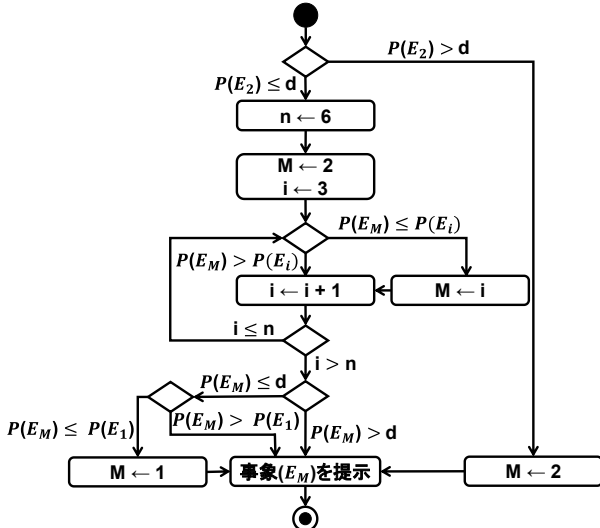 P(E₂) > d
P(E₂) ≤ d
n ← 6
M ← 2
i ← 3
P(E_M) ≤ P(E_i)
P(E_M) > P(E_i)
i ← i + 1
M ← i
i ≤ n
i > n
P(E_M) ≤ d
P(E_M) ≤ P(E₁)
P(E_M) > P(E₁)
P(E_M) > d
M ← 1
事象(E_M)を提示
M ← 2